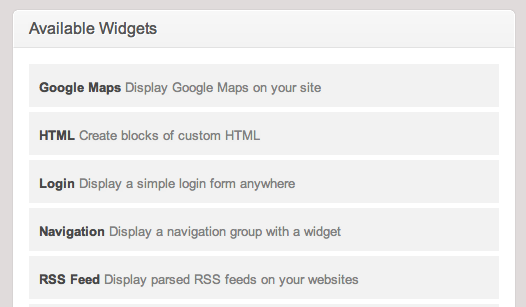 Available Widgets
Google Maps Display Google Maps on your site
HTML Create blocks of custom HTML
Login Display a simple login form anywhere
Navigation Display a navigation group with a widget
RSS Feed Display parsed RSS feeds on your websites